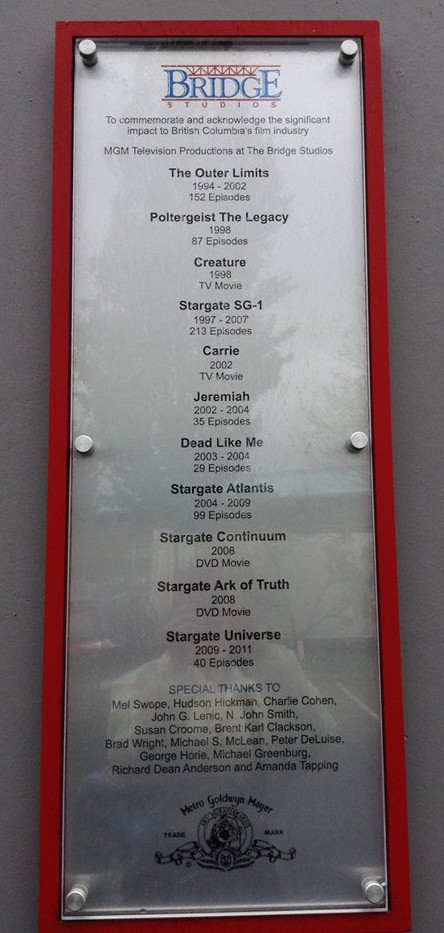 BRIDGE
STUDIOS
To commemorate and acknowledge the significant
impact to British Columbia's film industry
MGM Television Productions at The Bridge Studios
The Outer Limits
1994 - 2002
152 Episodes
Poltergeist The Legacy
1998
87 Episodes
Creature
1998
TV Movie
Stargate SG-1
1997 - 2007
213 Episodes
Carrie
2002
TV Movie
Jeremiah
2002 - 2004
35 Episodes
Dead Like Me
2003 - 2004
29 Episodes
Stargate Atlantis
2004 - 2009
99 Episodes
Stargate Continuum
2008
DVD Movie
Stargate Ark of Truth
2008
DVD Movie
Stargate Universe
2009 - 2011
40 Episodes
SPECIAL THANKS TO
Mel Swope, Hudson Hickman, Charlie Cohen,
John G. Lenic, N. John Smith,
Susan Croome, Brent Karl Clackson,
Brad Wright, Michael S. McLean, Peter DeLuise,
George Horie, Michael Greenburg,
Richard Dean Anderson and Amanda Tapping
Metro Goldwyn Mayer
TRADE MARK